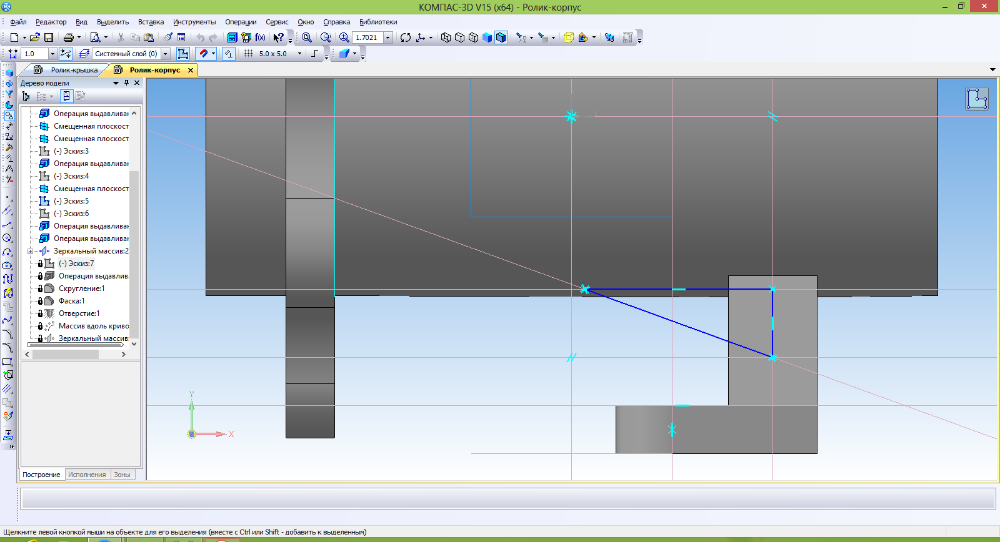 КОМПАС-3D V15 (x64) - Ролик-корпус
Файл Редактор Вид Выделить Вставка Инструменты Операции Сервис Окно Справка Библиотеки
f(x) 1.7021
1.0 Системный слой (0) 5.0 x 5.0
Ролик-крышка Ролик-корпус
Дерево модели
Операция выдавливан
Смещенная плоскост
Смещенная плоскост
(-) Эскиз:3
Операция выдавливан
(-) Эскиз:4
Смещенная плоскост
(-) Эскиз:5
(-) Эскиз:6
Операция выдавливан
Операция выдавливан
Зеркальный массив:2
(-) Эскиз:7
Операция выдавлив
Скругление:1
Фаска:1
Отверстие:1
Массив вдоль криво
Зеркальный массив
Y
X
Построение Исполнения Зоны
Щелкните левой кнопкой мыши на объекте для его выделения (вместе с Ctrl или Shift - добавить к выделенным)